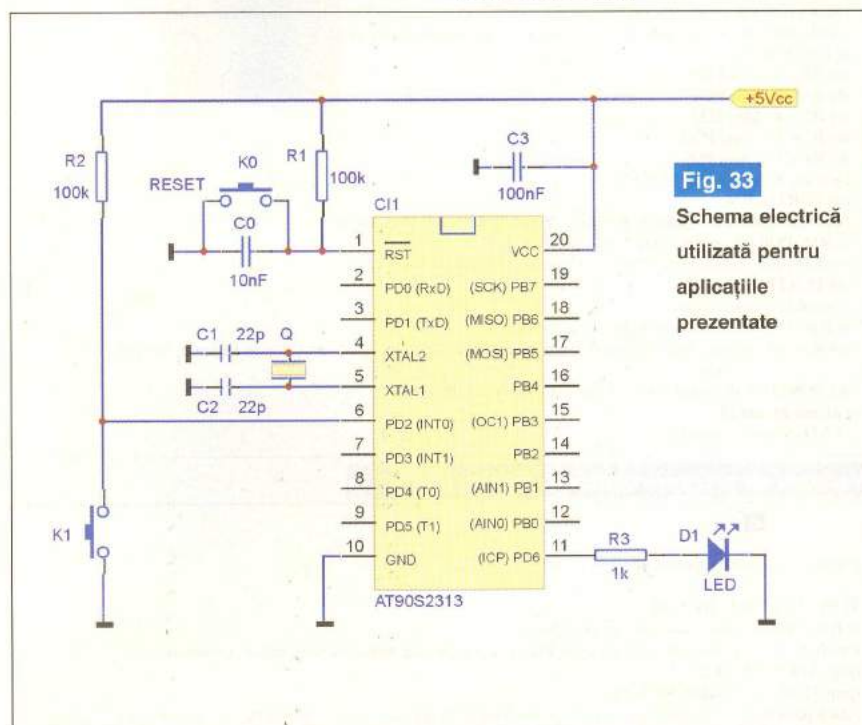 +5Vcc
R2
100k
RESET
K0
R1
100k
C0
10nF
C3
100nF
Fig. 33
Schema electrică
utilizată pentru
aplicațiile
prezentate
CI1
1 RST VCC 20
2 PD0 (RxD) (SCK) PB7 19
3 PD1 (TxD) (MISO) PB6 18
4 XTAL2 (MOSI) PB5 17
5 XTAL1 PB4 16
6 PD2 (INT0) (OC1) PB3 15
7 PD3 (INT1) PB2 14
8 PD4 (T0) (AIN1) PB1 13
9 PD5 (T1) (AIN0) PB0 12
10 GND (ICP) PD6 11
AT90S2313
C1 22p Q
C2 22p
K1
R3
1k
D1
LED